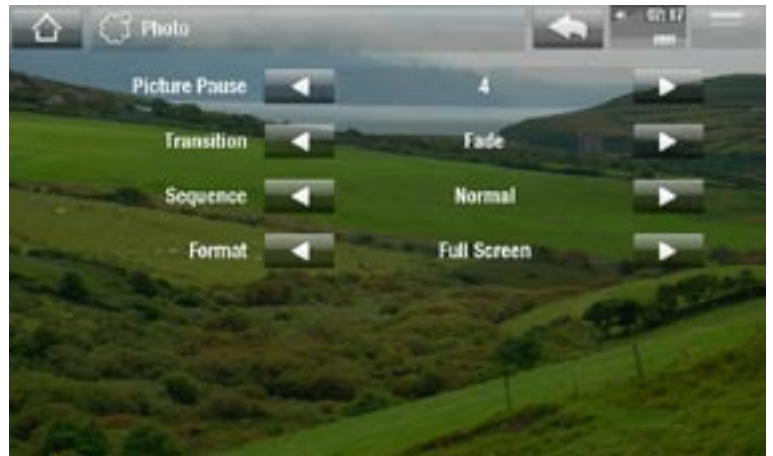 Photo
Picture Pause 4
Transition Fade
Sequence Normal
Format Full Screen